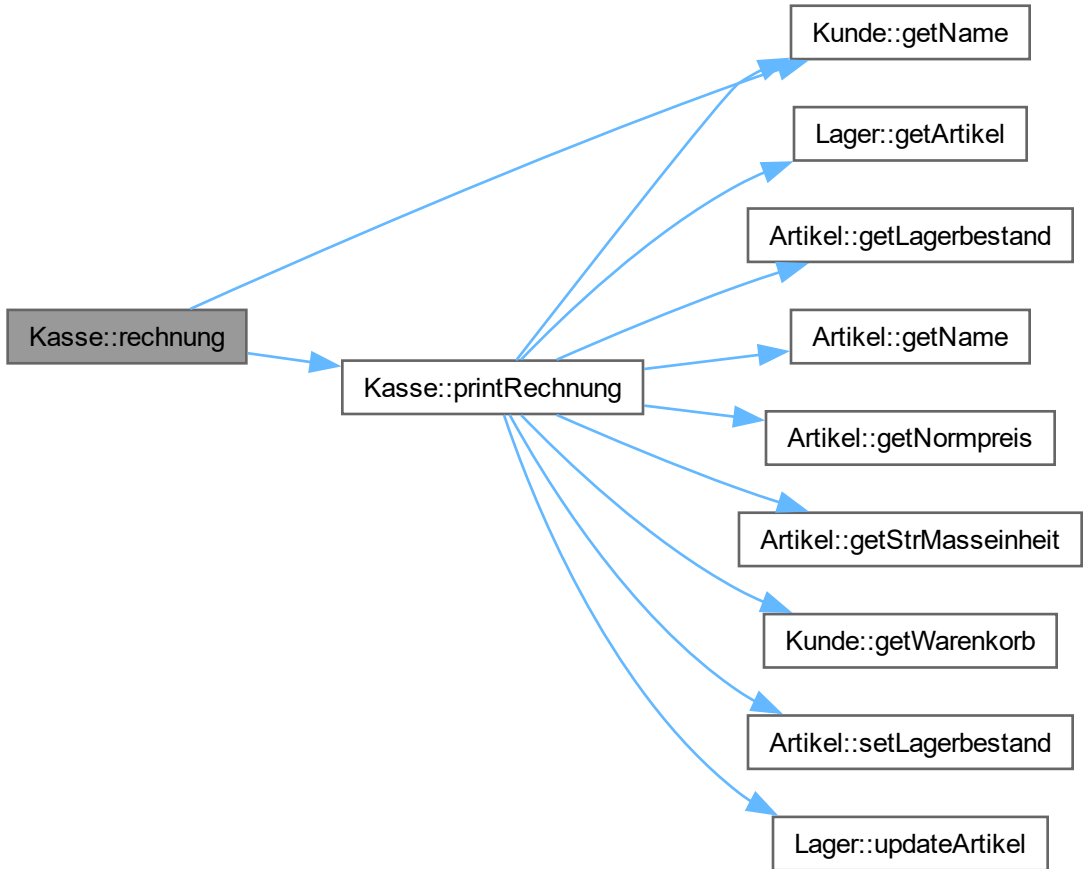 Kunde::getName
Lager::getArtikel
Artikel::getLagerbestand
Kasse::rechnung
Artikel::getName
Kasse::printRechnung
Artikel::getNormpreis
Artikel::getStrMasseinheit
Kunde::getWarenkorb
Artikel::setLagerbestand
Lager::updateArtikel